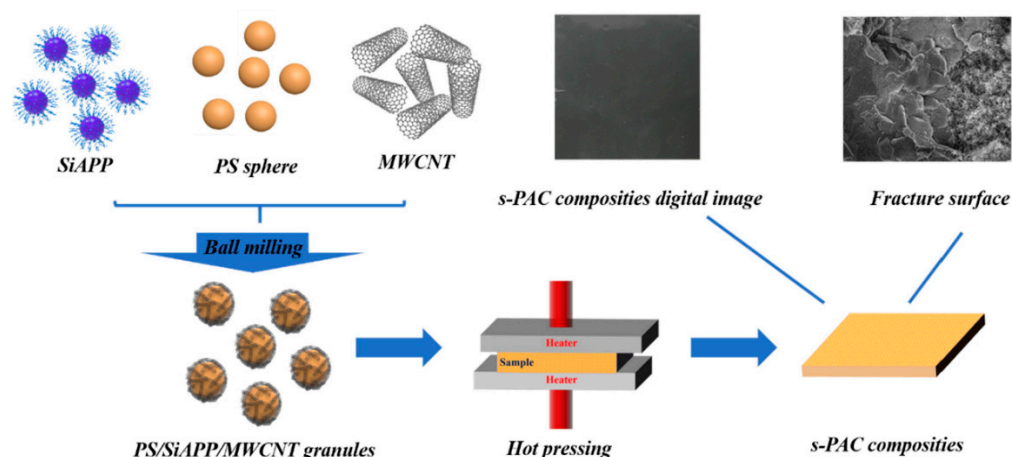 SiAPP
PS sphere
MWCNT
s-PAC composities digital image
Fracture surface
Ball milling
Heater
Sample
Heater
PS/SiAPP/MWCNT granules
Hot pressing
s-PAC composities